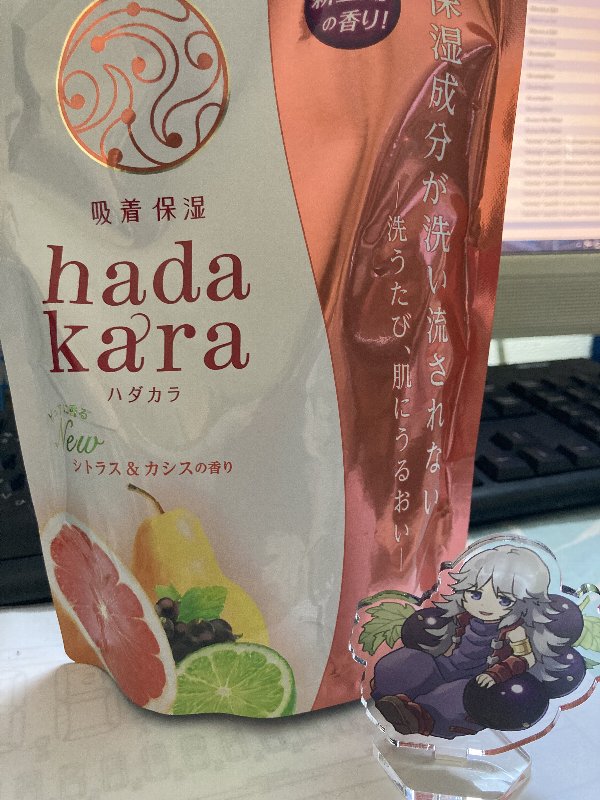 の香り!
保湿成分が洗い流されない
—洗うたび、肌にうるおい—
吸着保湿
hada
kara
ハダカラ
New
シトラス&カシスの香り